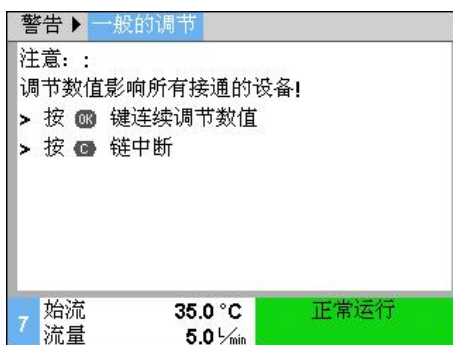 警告 ▶ 一般的调节
注意: :
调节数值影响所有接通的设备!
> 按 OK 键连续调节数值
> 按 C 链中断
7 始流 35.0 °C 正常运行
流量 5.0 L/min